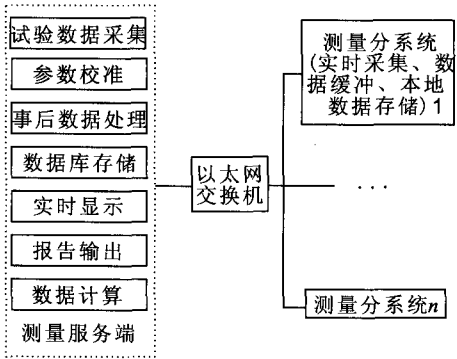 试验数据采集
参数校准
事后数据处理
数据库存储
实时显示
报告输出
数据计算
测量服务端
以太网
交换机
测量分系统
(实时采集、数
据缓冲、本地
数据存储)1
...
测量分系统n